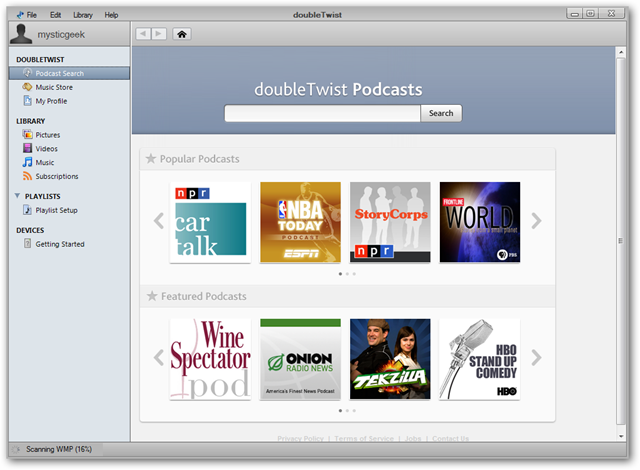 File Edit Library Help doubleTwist
mysticgeek
DOUBLETWIST
Podcast Search
Music Store
My Profile
LIBRARY
Pictures
Videos
Music
Subscriptions
PLAYLISTS
Playlist Setup
DEVICES
Getting Started
doubleTwist Podcasts
Search
Popular Podcasts
npr
car
talk
NBA
TODAY
PODCAST
ESPN
StoryCorps
npr
FRONTLINE
WORLD
PBS
Featured Podcasts
Wine
Spectator
pod
ONION
RADIO NEWS
America's Finest News Podcast
TEKZILLA
HBO
STAND UP
COMEDY
HBO
Privacy Policy | Terms of Service | Jobs | Contact Us
Scanning WMP (16%)